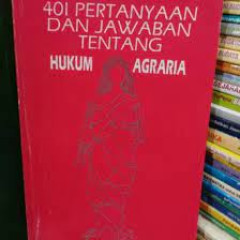 401 PERTANYAAN
DAN JAWABAN
TENTANG
HUKUM AGRARIA